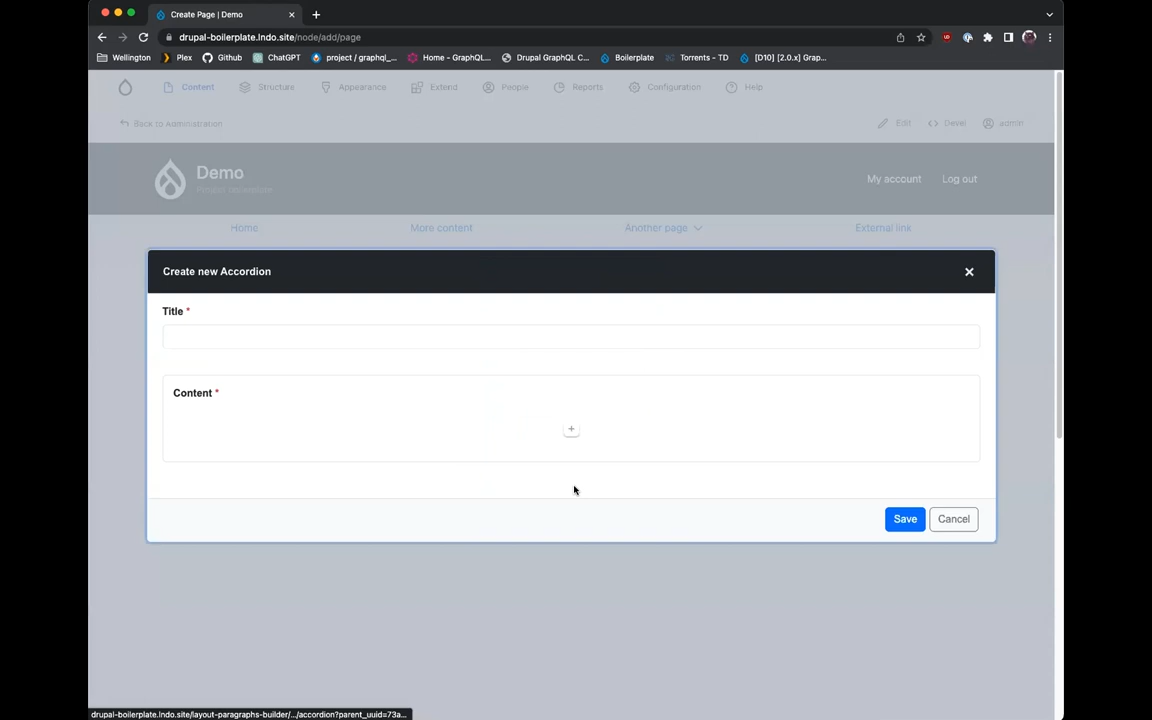 Create Page | Demo
drupal-boilerplate.lndo.site/node/add/page
Wellington Plex Github ChatGPT project / graphql_... Home - GraphQL... Drupal GraphQL C... Boilerplate Torrents - TD [D10] [2.0.x] Grap...
Content Structure Appearance Extend People Reports Configuration Help
Back to Administration Edit Devel admin
Demo
My account Log out
Home More content Another page External link
Create new Accordion
Title *
Content *
+
Save Cancel
drupal-boilerplate.lndo.site/layout-paragraphs-builder/.../accordion?parent_uuid=73a...